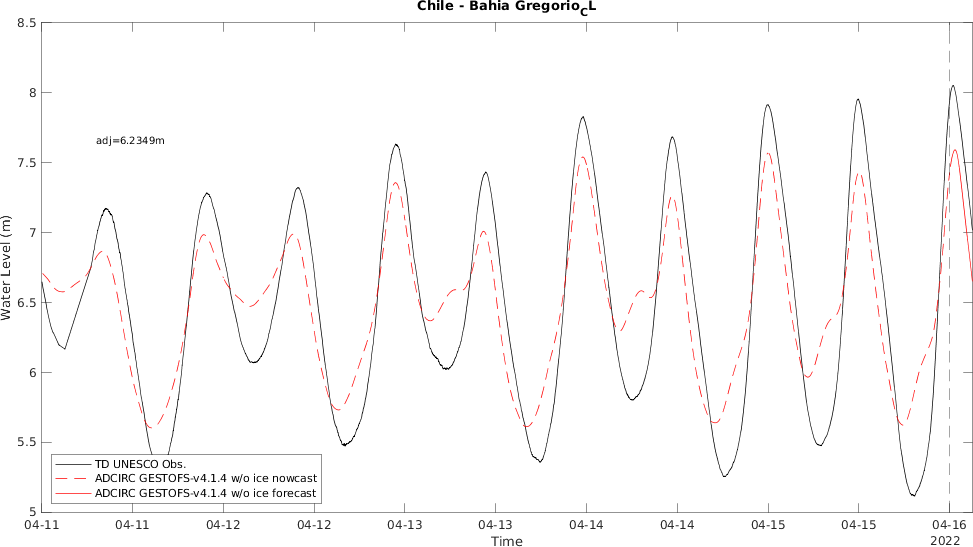 Chile - Bahia Gregorio_CL
8.5
8
7.5
7
6.5
6
5.5
5
Water Level (m)
adj=6.2349m
TD UNESCO Obs.
ADCIRC GESTOFS-v4.1.4 w/o ice nowcast
ADCIRC GESTOFS-v4.1.4 w/o ice forecast
04-11 04-11 04-12 04-12 04-13 04-13 04-14 04-14 04-15 04-15 04-16
Time
2022